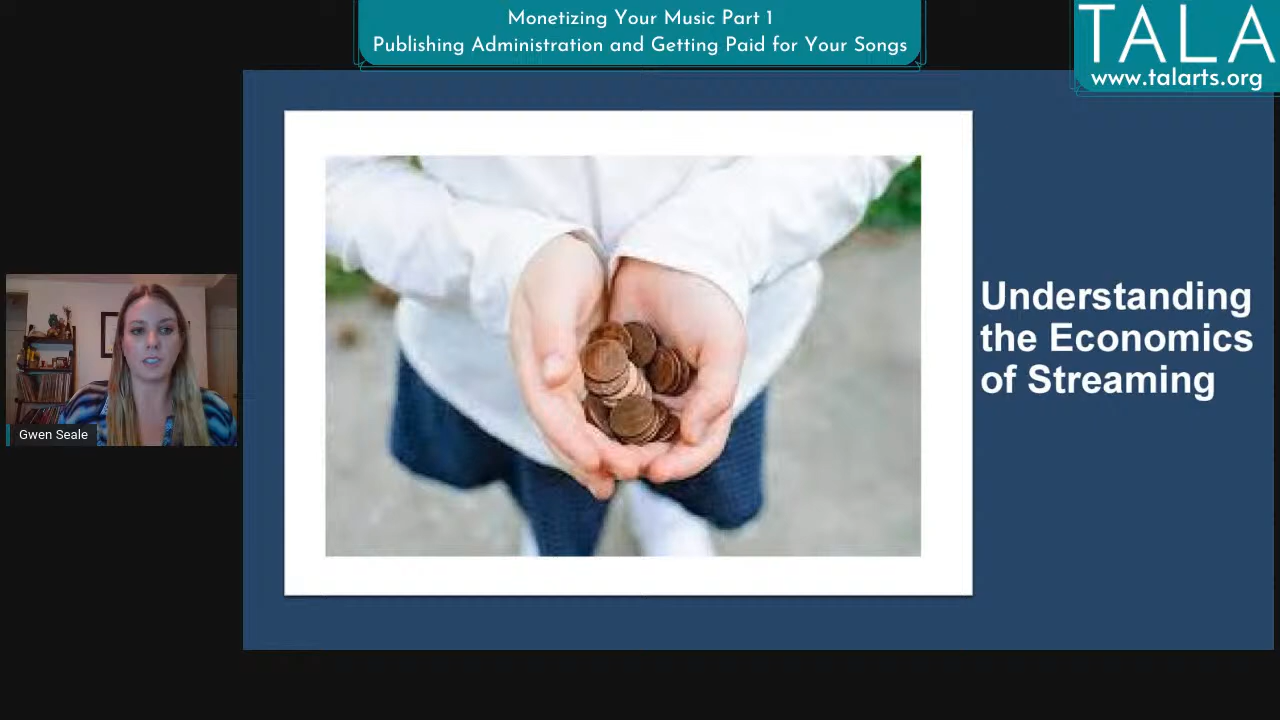 Monetizing Your Music Part 1
Publishing Administration and Getting Paid for Your Songs
TALA
www.talarts.org
Understanding
the Economics
of Streaming
Gwen Seale